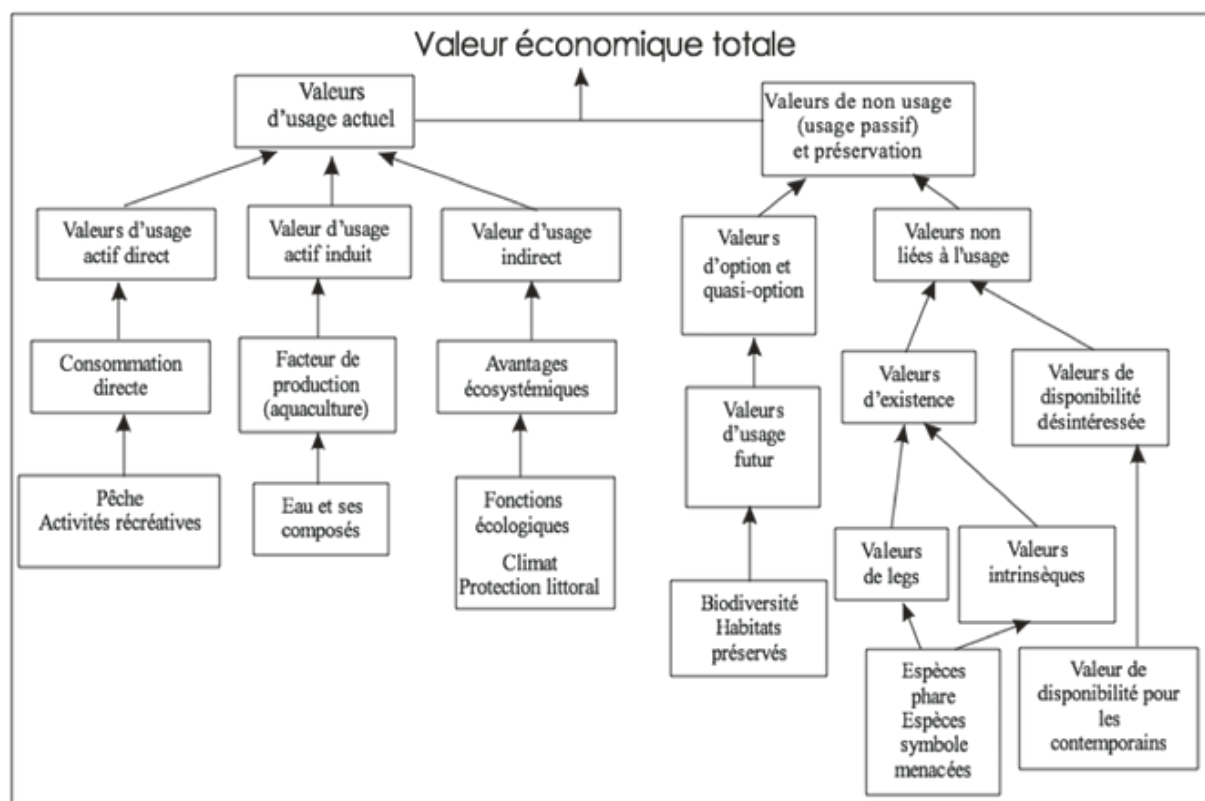 Valeur économique totale
Valeurs
d'usage actuel
Valeurs de non usage
(usage passif)
et préservation
Valeurs d'usage
actif direct
Valeur d'usage
actif induit
Valeur d'usage
indirect
Valeurs
d'option et
quasi-option
Valeurs non
liées à l'usage
Consommation
directe
Facteur de
production
(aquaculture)
Avantages
écosystémiques
Valeurs
d'usage
futur
Valeurs
d'existence
Valeurs de
disponibilité
désintéressée
Pêche
Activités récréatives
Eau et ses
composés
Fonctions
écologiques
Climat
Protection littoral
Biodiversité
Habitats
préservés
Valeurs
de legs
Valeurs
intrinsèques
Espèces
phare
Espèces
symbole
menacées
Valeur de
disponibilité pour
les
contemporains